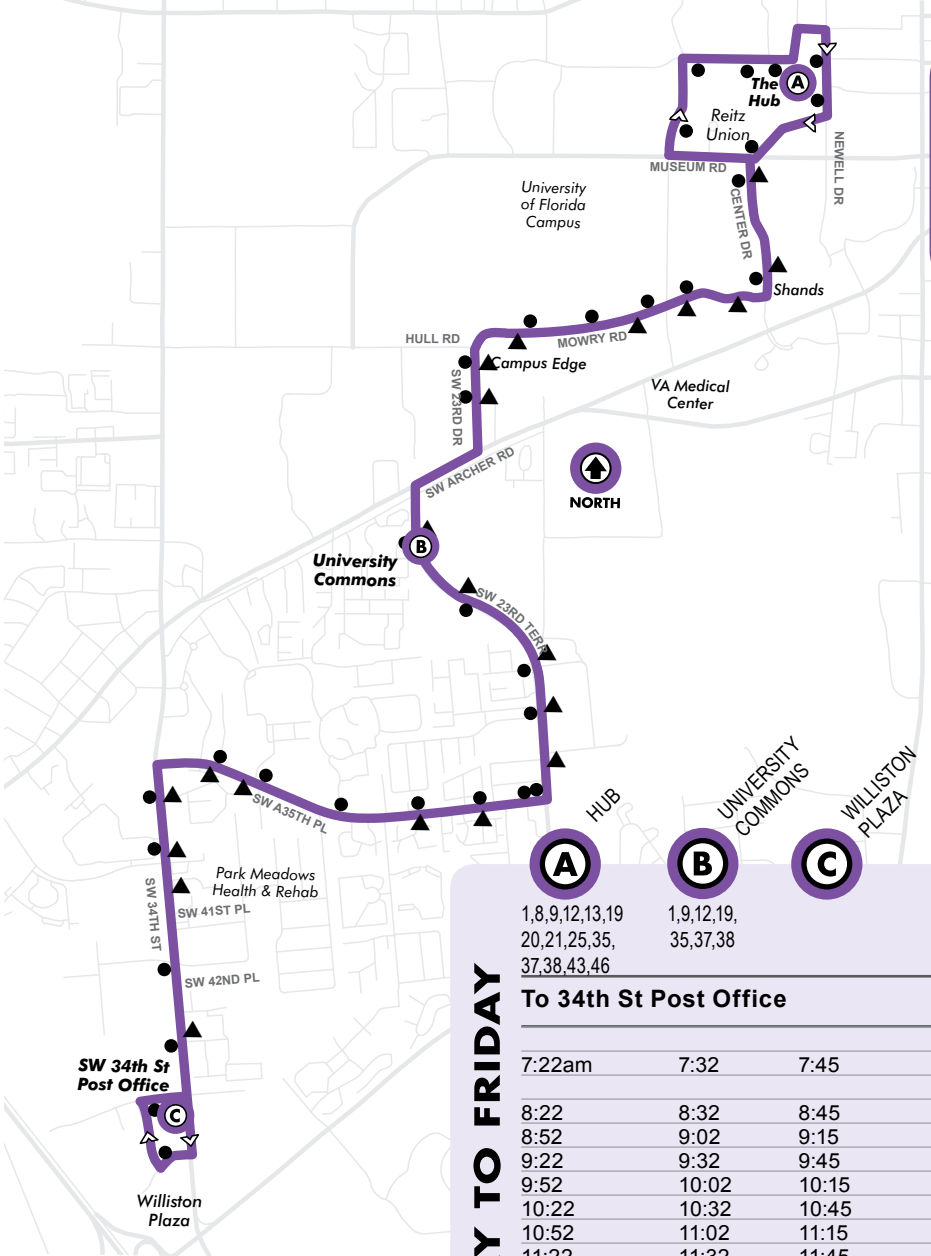 A
The
Hub
Reitz
Union
NEWELL DR
MUSEUM RD
University
of Florida
Campus
CENTER DR
Shands
HULL RD
MOWRY RD
Campus Edge
SW 23RD DR
VA Medical
Center
SW ARCHER RD
NORTH
B
University
Commons
SW 23RD TERR
SW A35TH PL
Park Meadows
Health & Rehab
SW 34TH ST
SW 41ST PL
SW 42ND PL
SW 34th St
Post Office
C
Williston
Plaza
HUB
UNIVERSITY
COMMONS
WILLISTON
PLAZA
A B C
1,8,9,12,13,19 1,9,12,19,
20,21,25,35, 35,37,38
37,38,43,46
To 34th St Post Office
7:22am 7:32 7:45
8:22 8:32 8:45
8:52 9:02 9:15
9:22 9:32 9:45
9:52 10:02 10:15
10:22 10:32 10:45
10:52 11:02 11:15
11:22 11:32 11:45
Y TO FRIDAY